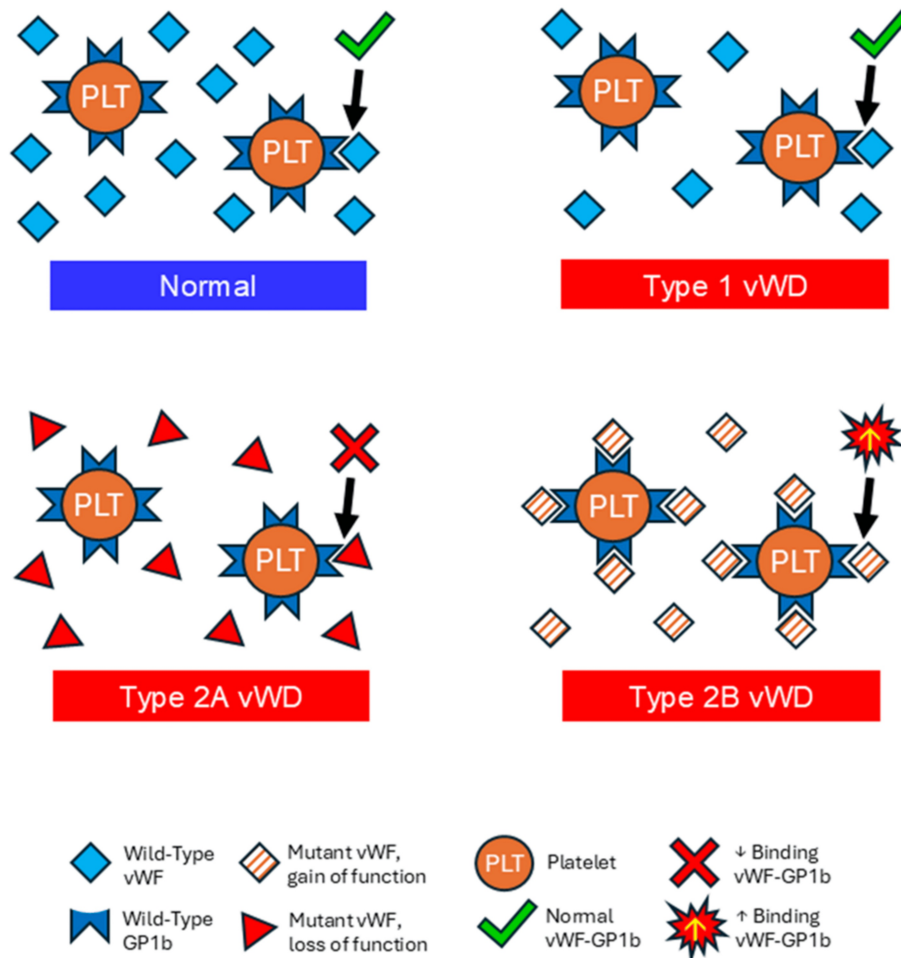 PLT
PLT
Normal
PLT
PLT
Type 1 vWD
PLT
PLT
Type 2A vWD
PLT
PLT
Type 2B vWD
Wild-Type
vWF
Mutant vWF,
gain of function
PLT
Platelet
↓ Binding
vWF-GP1b
Wild-Type
GP1b
Mutant vWF,
loss of function
Normal
vWF-GP1b
↑ Binding
vWF-GP1b